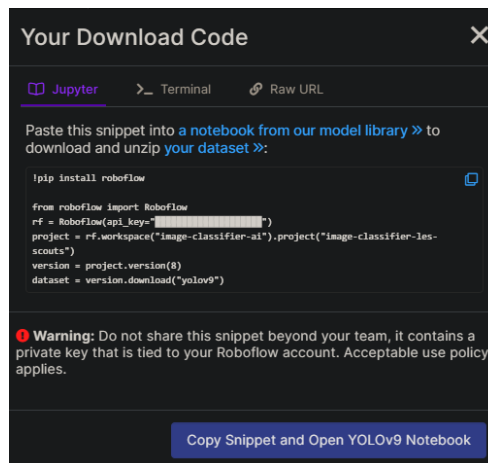 Your Download Code
Jupyter
>_ Terminal
Raw URL
Paste this snippet into a notebook from our model library » to
download and unzip your dataset »:
!pip install roboflow
from roboflow import Roboflow
rf = Roboflow(api_key="████████████████████")
project = rf.workspace("image-classifier-ai").project("image-classifier-les-
scouts")
version = project.version(8)
dataset = version.download("yolov9")
Warning: Do not share this snippet beyond your team, it contains a
private key that is tied to your Roboflow account. Acceptable use policy
applies.
Copy Snippet and Open YOLOv9 Notebook